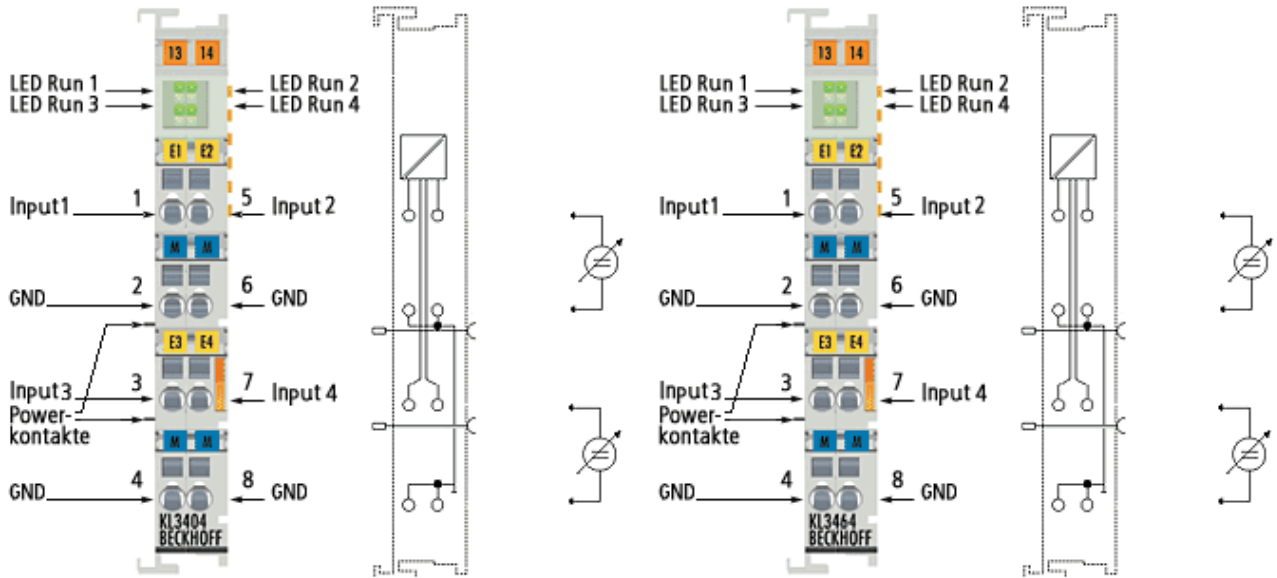 13 14
LED Run 1 LED Run 2
LED Run 3 LED Run 4
E1 E2
1 5
Input1 Input 2
M M
2 6
GND GND
E3 E4
3 7
Input3 Input 4
Power-
kontakte
M M
4 8
GND GND
KL3404
BECKHOFF
13 14
LED Run 1 LED Run 2
LED Run 3 LED Run 4
E1 E2
1 5
Input1 Input 2
M M
2 6
GND GND
E3 E4
3 7
Input3 Input 4
Power-
kontakte
M M
4 8
GND GND
KL3464
BECKHOFF